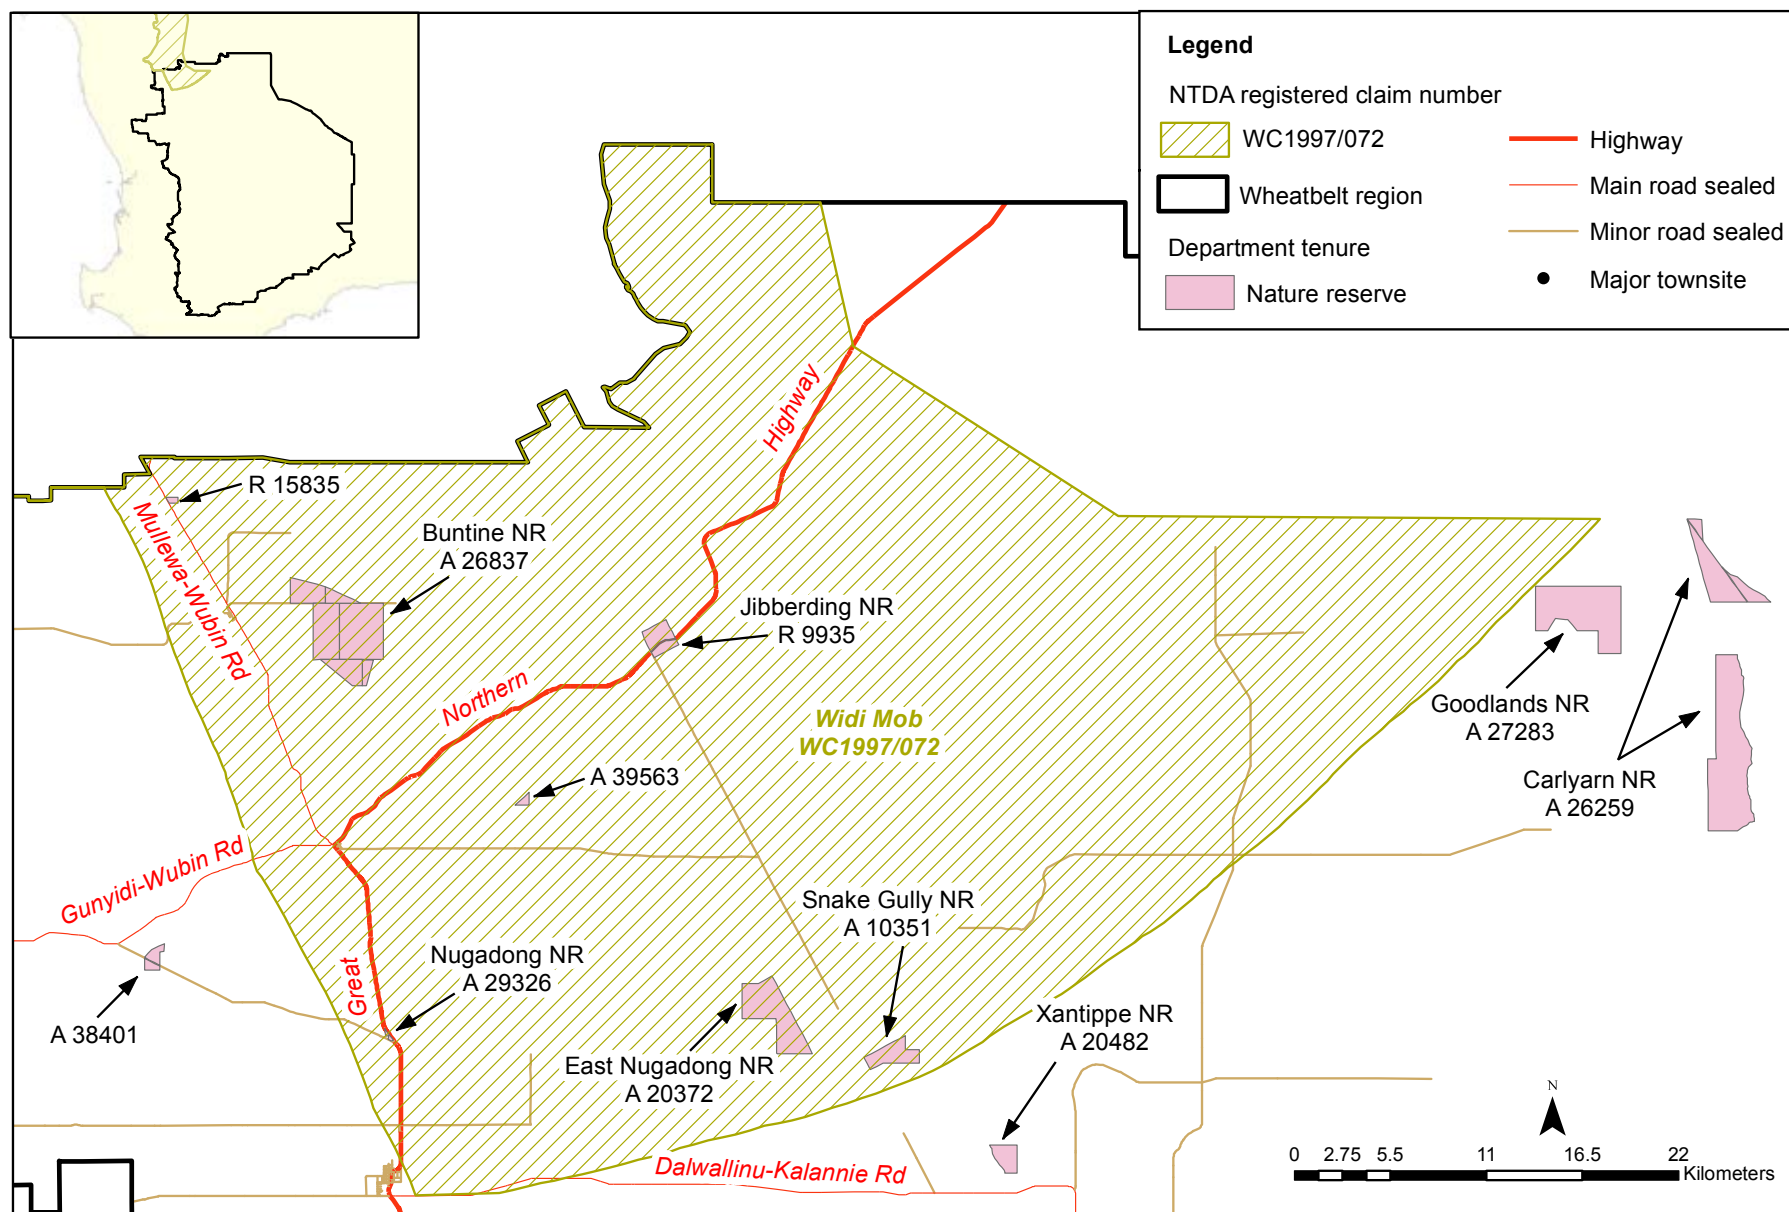 Legend
NTDA registered claim number
WC1997/072
Wheatbelt region
Department tenure
Nature reserve
Highway
Main road sealed
Minor road sealed
Major townsite
Highway
R 15835
Mullewa-Wubin Rd
Buntine NR
A 26837
Jibberding NR
R 9935
Northern
Widi Mob
WC1997/072
Goodlands NR
A 27283
Carlyarn NR
A 26259
A 39563
Gunyidi-Wubin Rd
Snake Gully NR
A 10351
Great
Nugadong NR
A 29326
A 38401
East Nugadong NR
A 20372
Xantippe NR
A 20482
Dalwallinu-Kalannie Rd
N
0 2.75 5.5 11 16.5 22
Kilometers